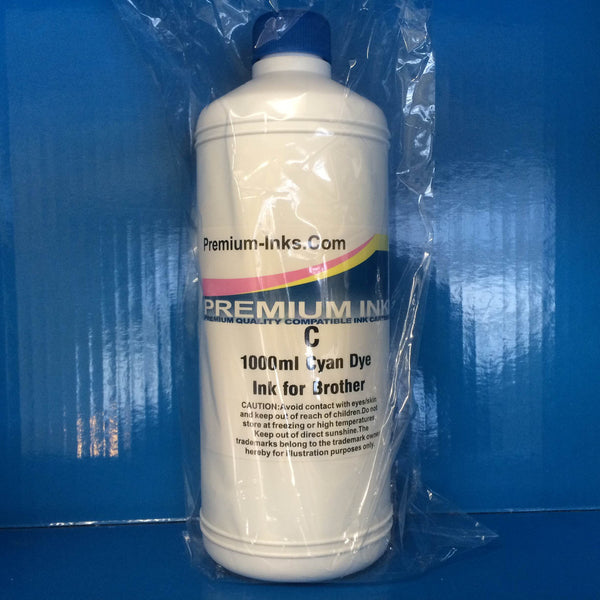 Premium-Inks.Com
PREMIUM INK
PREMIUM QUALITY COMPATIBLE INK
C
1000ml Cyan Dye
Ink for Brother
CAUTION:Avoid contact with eyes/skin
and keep out of reach of children.Do not
store at freezing or high temperatures
Keep out of direct sunshine.The
trademarks belong to the trademark owner
hereby for illustration purposes only.